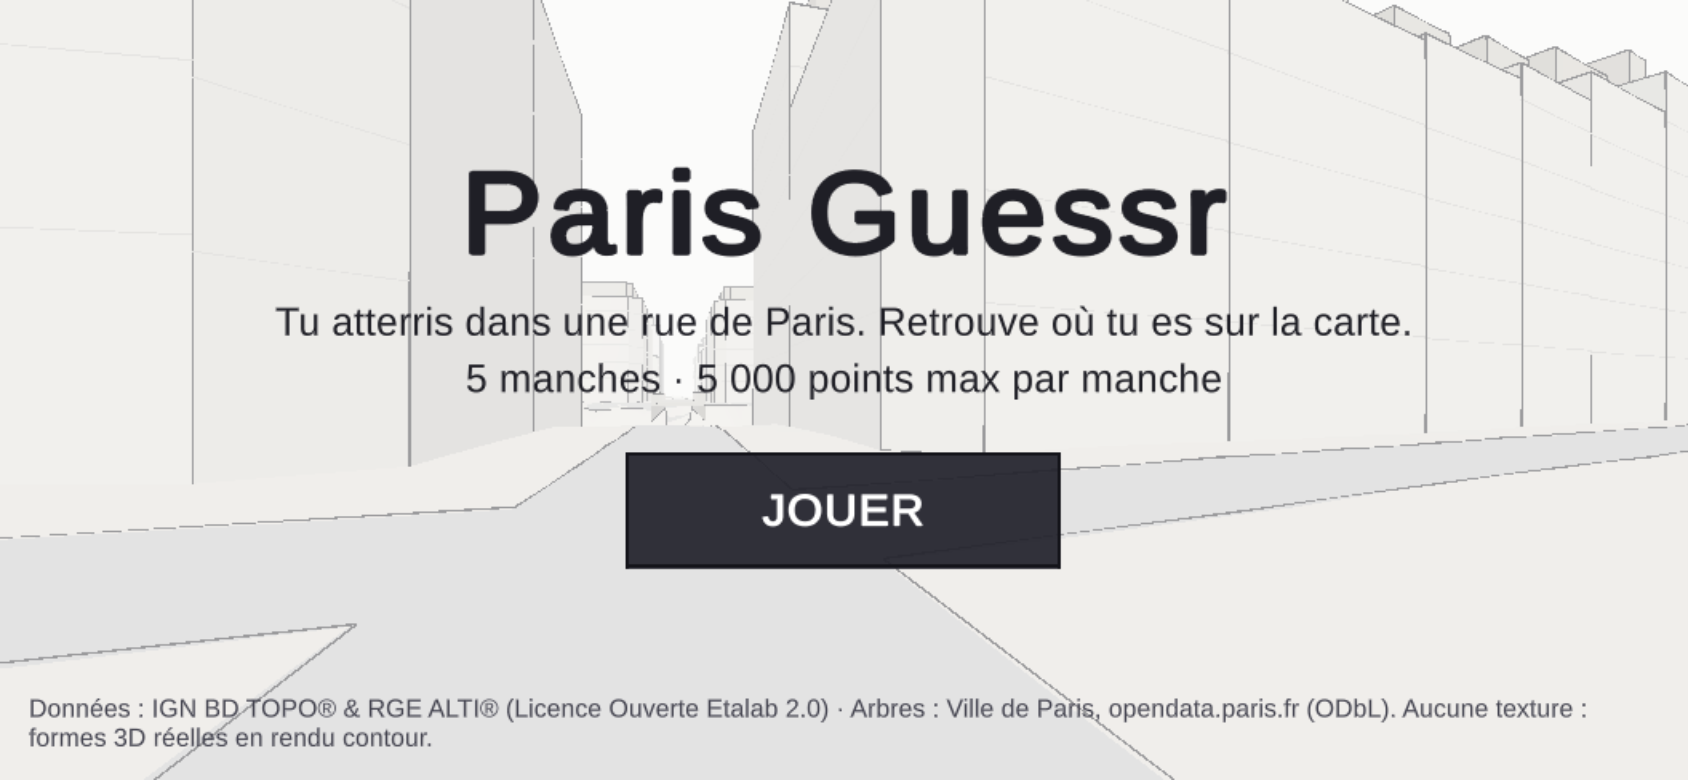 Paris Guessr
Tu atterris dans une rue de Paris. Retrouve où tu es sur la carte.
5 manches · 5 000 points max par manche
JOUER
Données : IGN BD TOPO® & RGE ALTI® (Licence Ouverte Etalab 2.0) · Arbres : Ville de Paris, opendata.paris.fr (ODbL). Aucune texture :
formes 3D réelles en rendu contour.